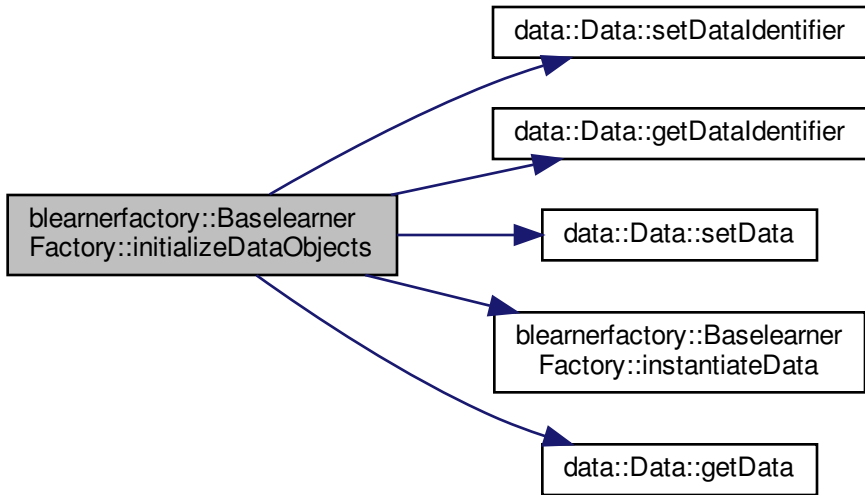 data::Data::setDataIdentifier
data::Data::getDataIdentifier
blearnerfactory::Baselearner
Factory::initializeDataObjects
data::Data::setData
blearnerfactory::Baselearner
Factory::instantiateData
data::Data::getData